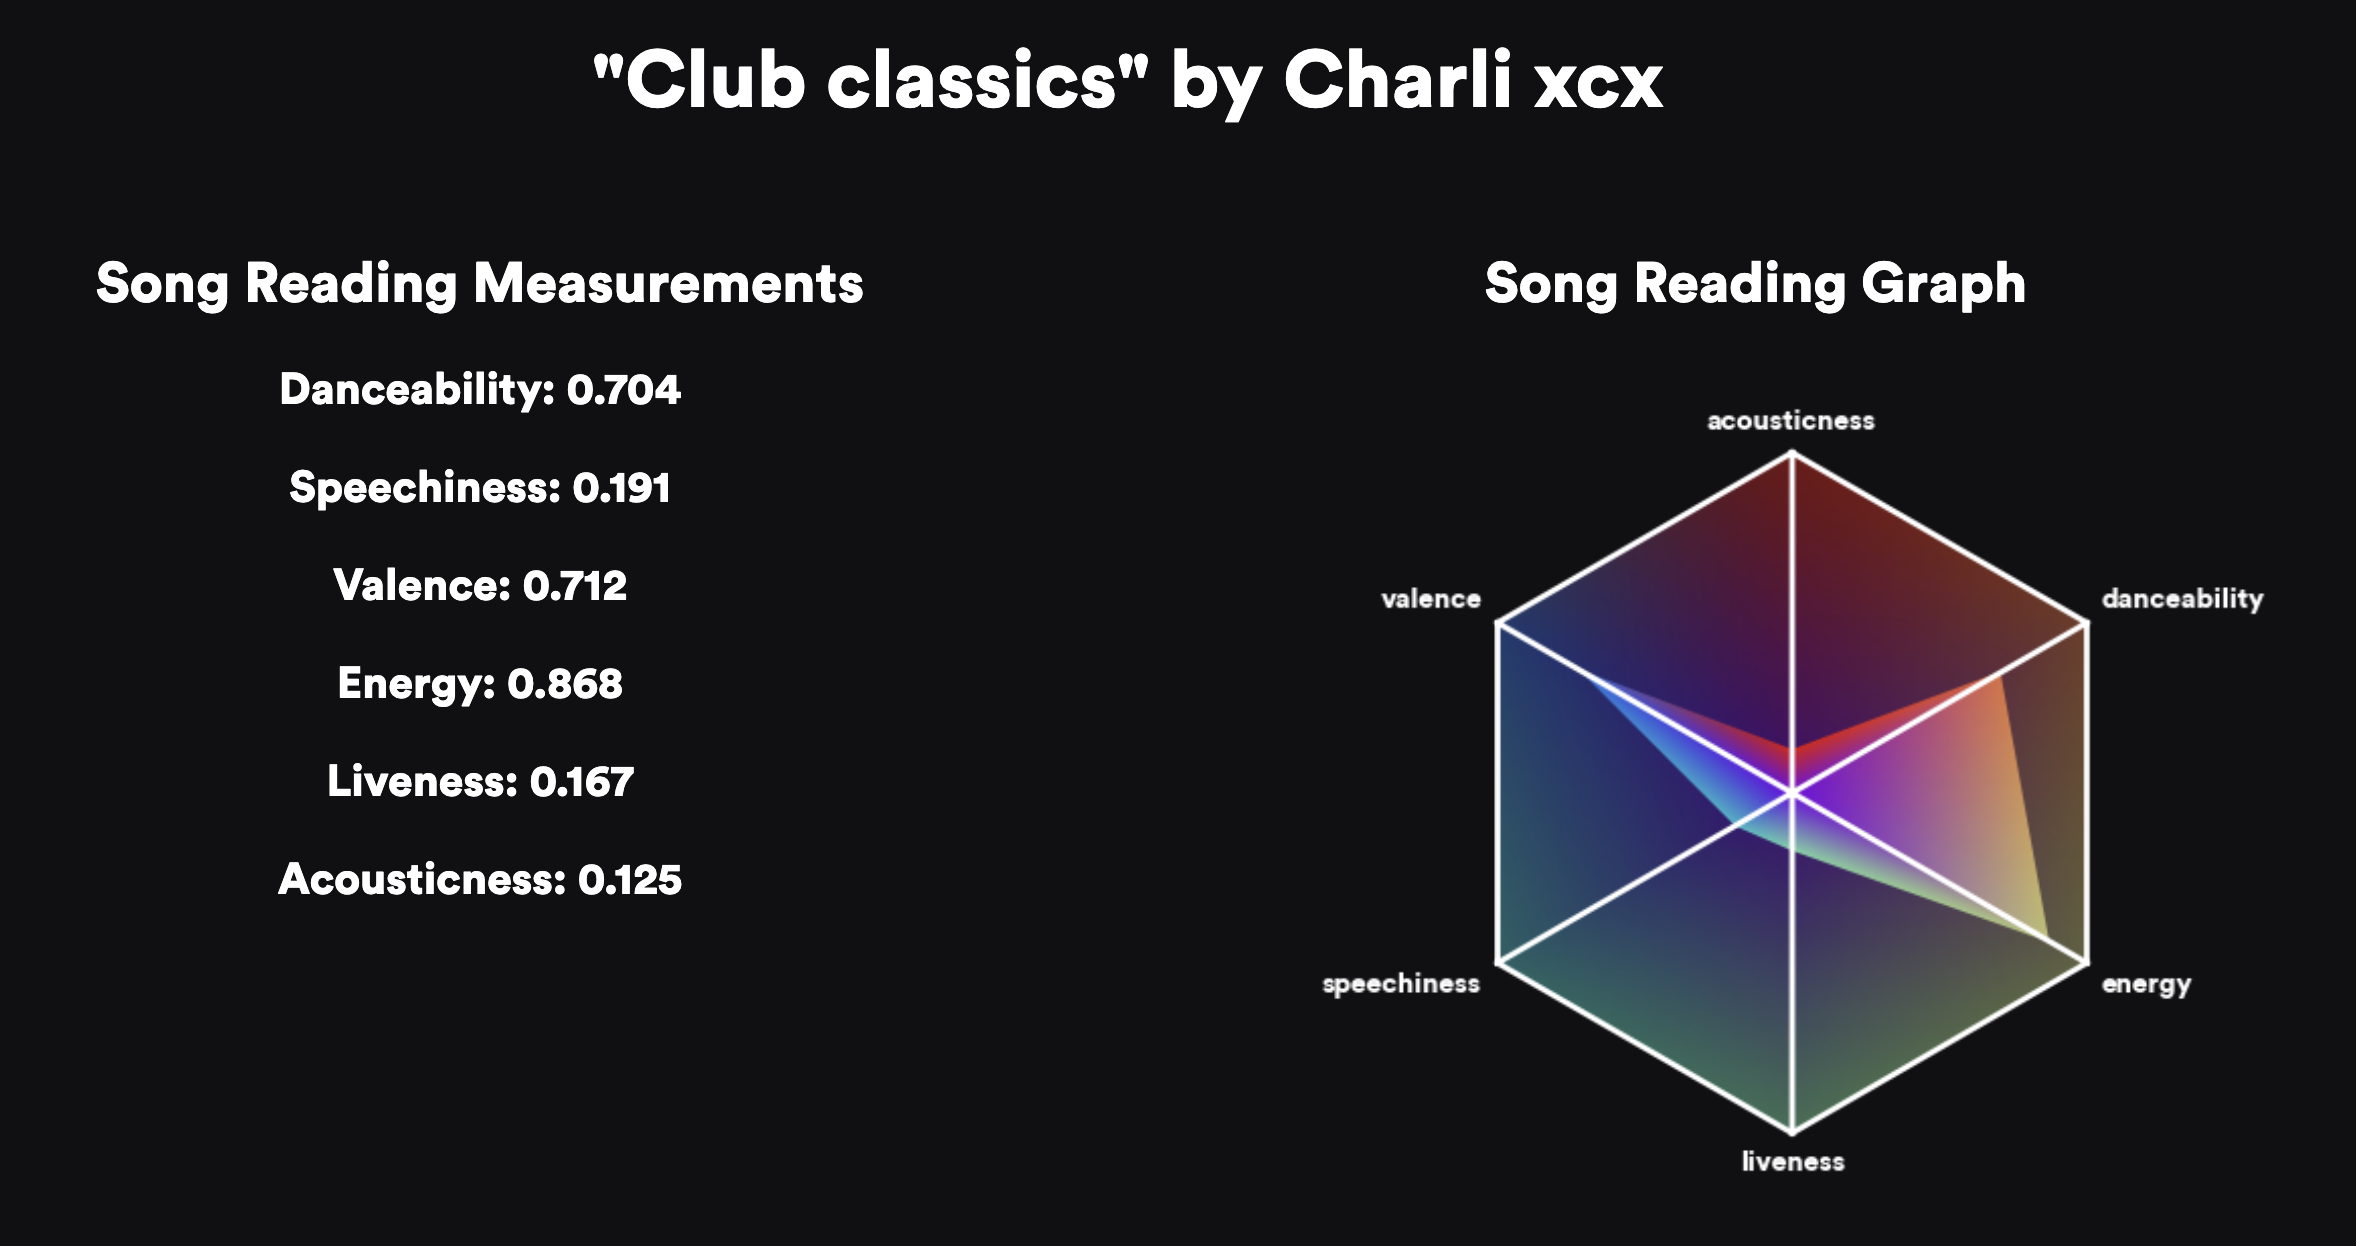 "Club classics" by Charli xcx
Song Reading Measurements
Danceability: 0.704
Speechiness: 0.191
Valence: 0.712
Energy: 0.868
Liveness: 0.167
Acousticness: 0.125
Song Reading Graph
acousticness
valence
danceability
speechiness
energy
liveness